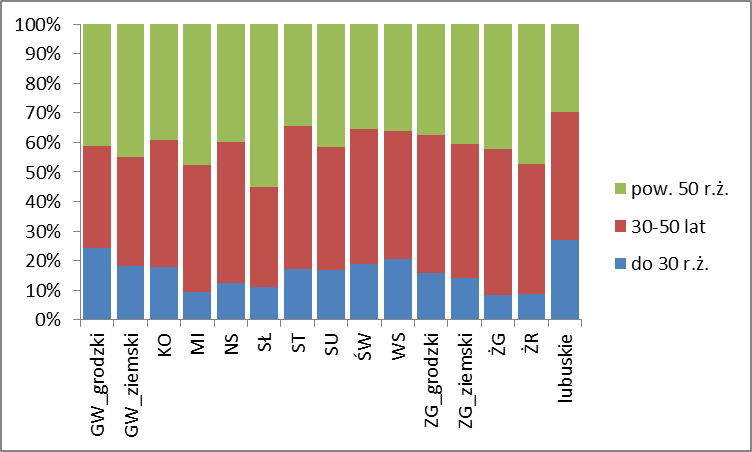 100%
90%
80%
70%
60%
50%
40%
30%
20%
10%
0%
GW_grodzki
GW_ziemski
KO
MI
NS
SŁ
ST
SU
ŚW
WS
ZG_grodzki
ZG_ziemski
ŻG
ŻR
lubuskie
pow. 50 r.ż.
30-50 lat
do 30 r.ż.